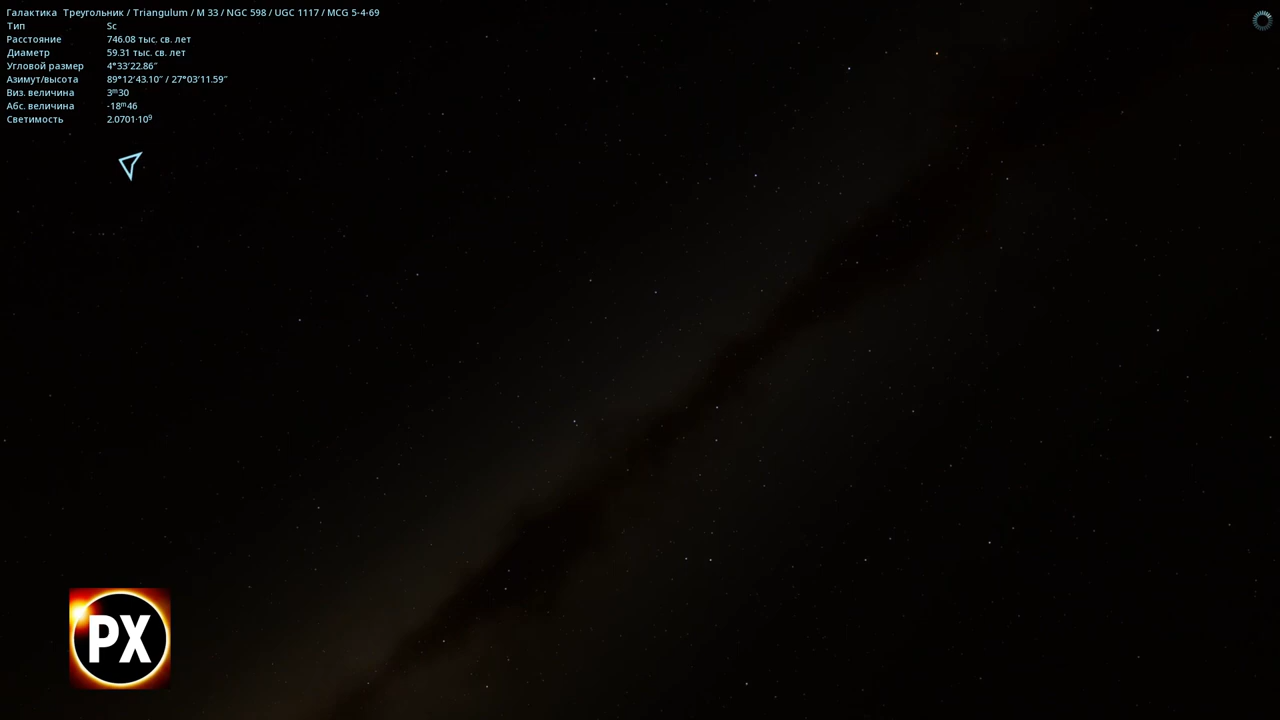 Галактика Треугольник / Triangulum / M 33 / NGC 598 / UGC 1117 / MCG 5-4-69
Тип Sc
Расстояние 746.08 тыс. св. лет
Диаметр 59.31 тыс. св. лет
Угловой размер 4°33′22.86″
Азимут/высота 89°12′43.10″ / 27°03′11.59″
Виз. величина 3ᵐ30
Абс. величина -18ᵐ46
Светимость 2.0701·10⁹
PX